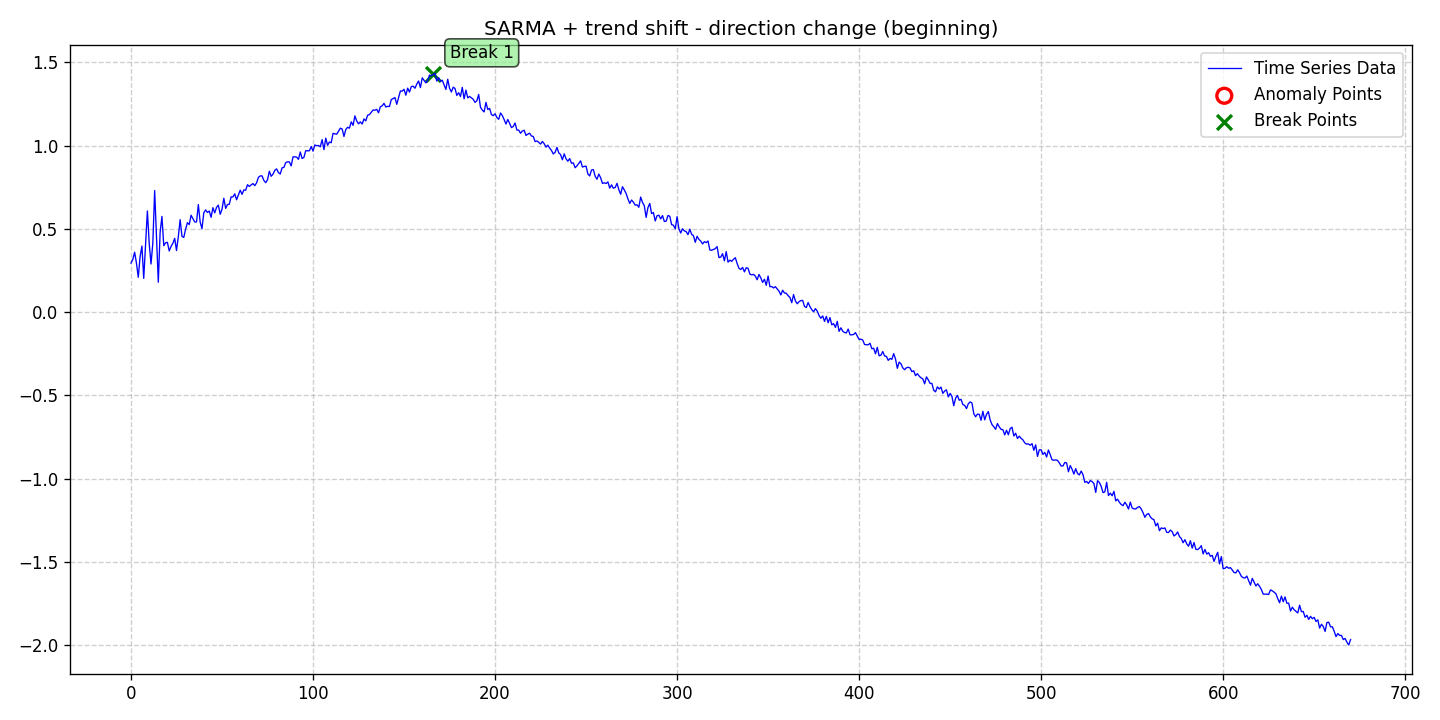 SARMA + trend shift - direction change (beginning)
Break 1
Time Series Data
Anomaly Points
Break Points
1.5
1.0
0.5
0.0
−0.5
−1.0
−1.5
−2.0
0 100 200 300 400 500 600 700